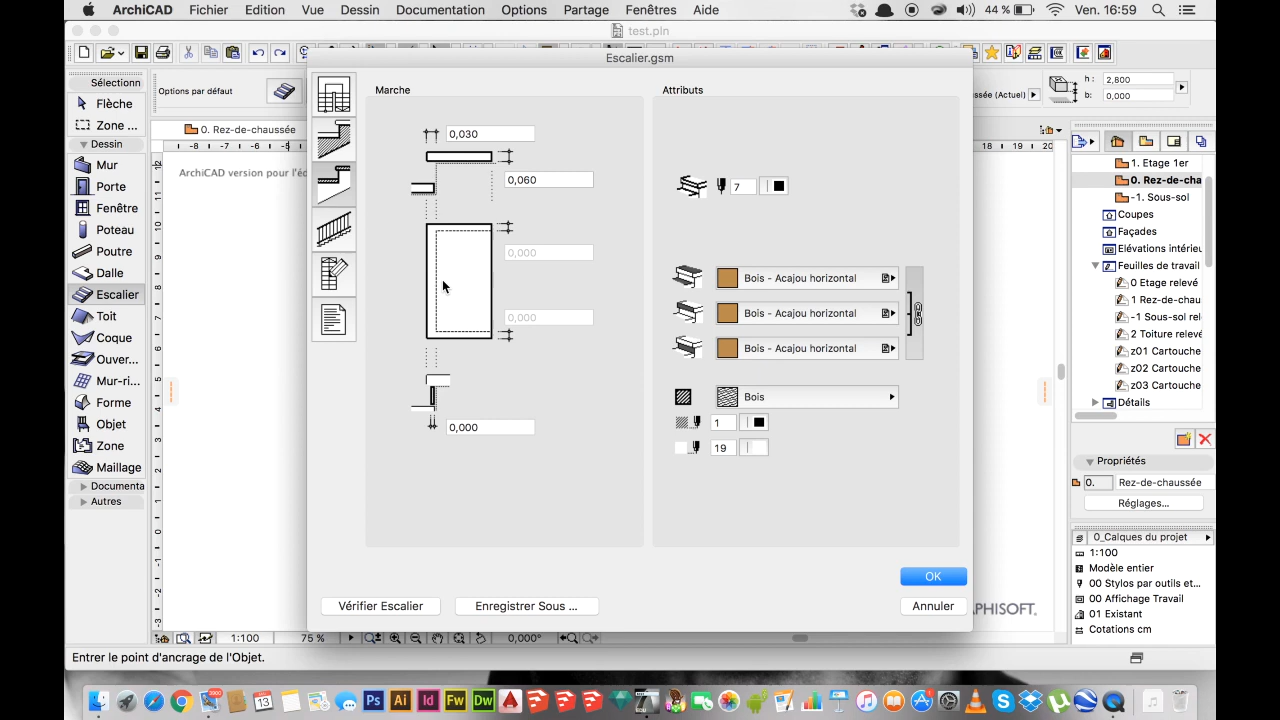 ArchiCAD Fichier Edition Vue Dessin Documentation Options Partage Fenêtres Aide 44 % Ven. 16:59
test.pln
Escalier.gsm
Sélectionn
Options par défaut
ssée (Actuel)
h : 2,800
b: 0,000
Flèche
Zone ...
Dessin
Mur
Porte
Fenêtre
Poteau
Poutre
Dalle
Escalier
Toit
Coque
Ouver...
Mur-ri...
Forme
Objet
Zone
Maillage
Documenta
Autres
0. Rez-de-chaussée
ArchiCAD version pour l'éc
Marche
0,030
0,060
0,000
0,000
0,000
Attributs
7
Bois - Acajou horizontal
Bois - Acajou horizontal
Bois - Acajou horizontal
Bois
1
19
OK
Vérifier Escalier
Enregistrer Sous ...
Annuler
PHISOFT.
1. Etage 1er
0. Rez-de-cha
-1. Sous-sol
Coupes
Façades
Elévations intérieu
Feuilles de travail
0 Etage relevé
1 Rez-de-chau
-1 Sous-sol rel
2 Toiture relevé
z01 Cartouche
z02 Cartouche
z03 Cartouche
Détails
Propriétés
0. Rez-de-chaussée
Réglages...
0_Calques du projet
1:100
Modèle entier
00 Stylos par outils et...
00 Affichage Travail
01 Existant
Cotations cm
1:100 75 % 0,000°
Entrer le point d'ancrage de l'Objet.